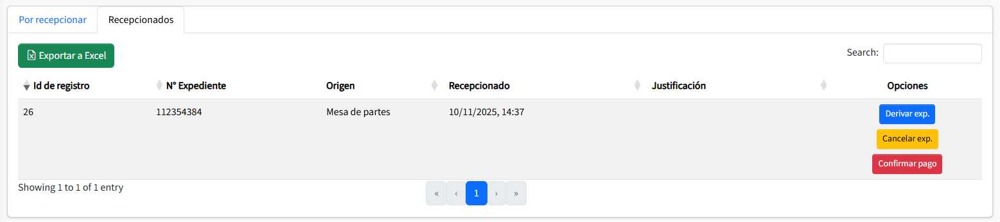 Por recepcionar Recepcionados
Exportar a Excel Search:
Id de registro N° Expediente Origen Recepcionado Justificación Opciones
26 112354384 Mesa de partes 10/11/2025, 14:37 Derivar exp.
Cancelar exp.
Confirmar pago
Showing 1 to 1 of 1 entry « ‹ 1 › »